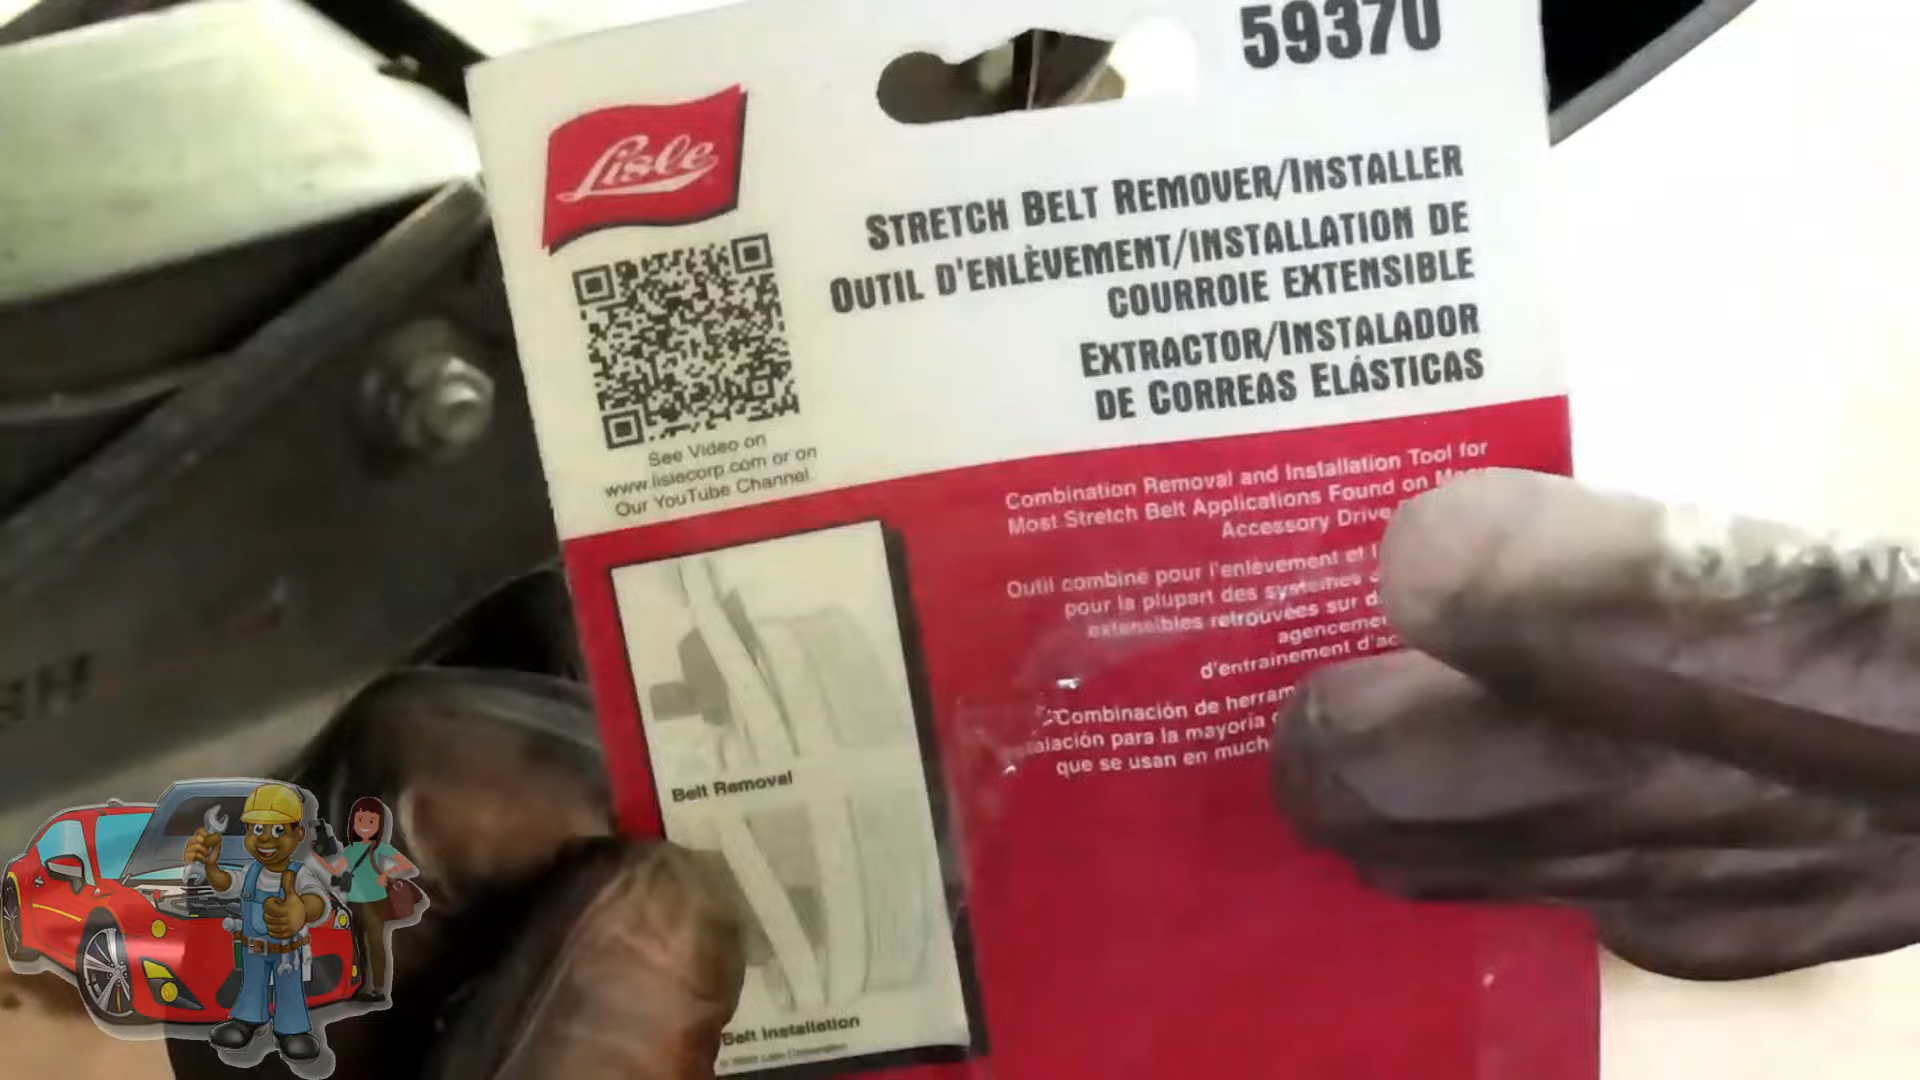 59370
Lisle
STRETCH BELT REMOVER/INSTALLER
OUTIL D'ENLÈVEMENT/INSTALLATION DE
COURROIE EXTENSIBLE
EXTRACTOR/INSTALADOR
DE CORREAS ELÁSTICAS
See Video on
www.lislecorp.com or on
Our YouTube Channel.
Combination Removal and Installation Tool for
Most Stretch Belt Applications Found on
Accessory Drive
Outil combiné pour l'enlèvement et
pour la plupart des systèmes
extensibles retrouvées sur
d'entrainement
Combinación de
para la mayoría
que se usan en
Belt Removal
Belt Installation